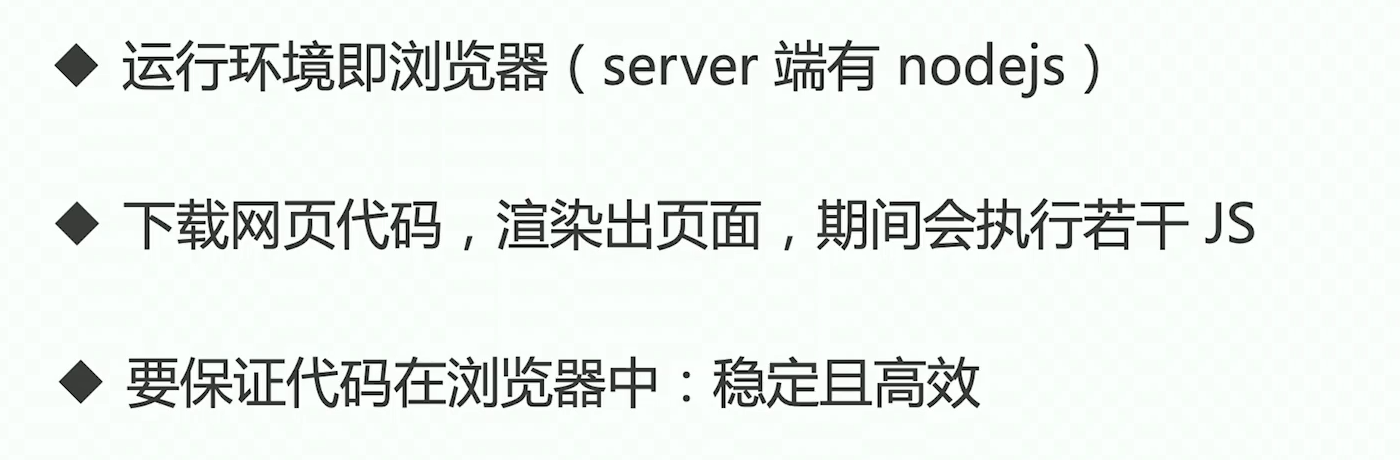 ◆ 运行环境即浏览器（server 端有 nodejs）
◆ 下载网页代码，渲染出页面，期间会执行若干 JS
◆ 要保证代码在浏览器中：稳定且高效